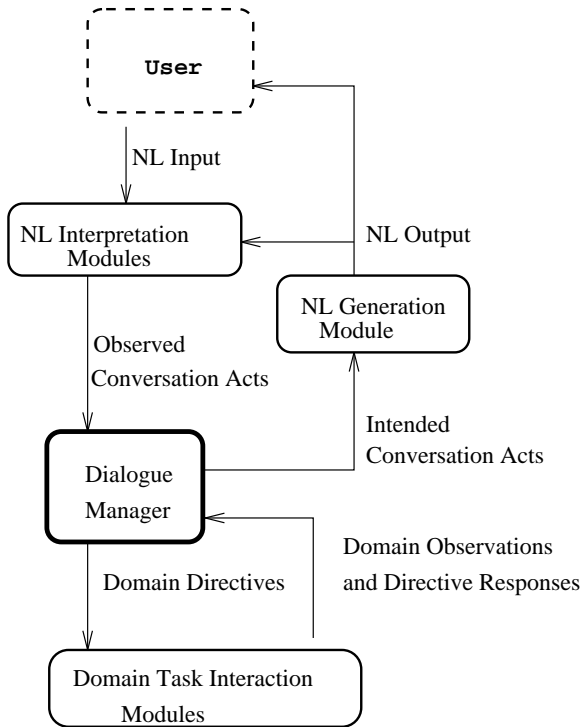 User
NL Input
NL Interpretation
Modules
NL Output
NL Generation
Module
Observed
Conversation Acts
Intended
Conversation Acts
Dialogue
Manager
Domain Observations
and Directive Responses
Domain Directives
Domain Task Interaction
Modules